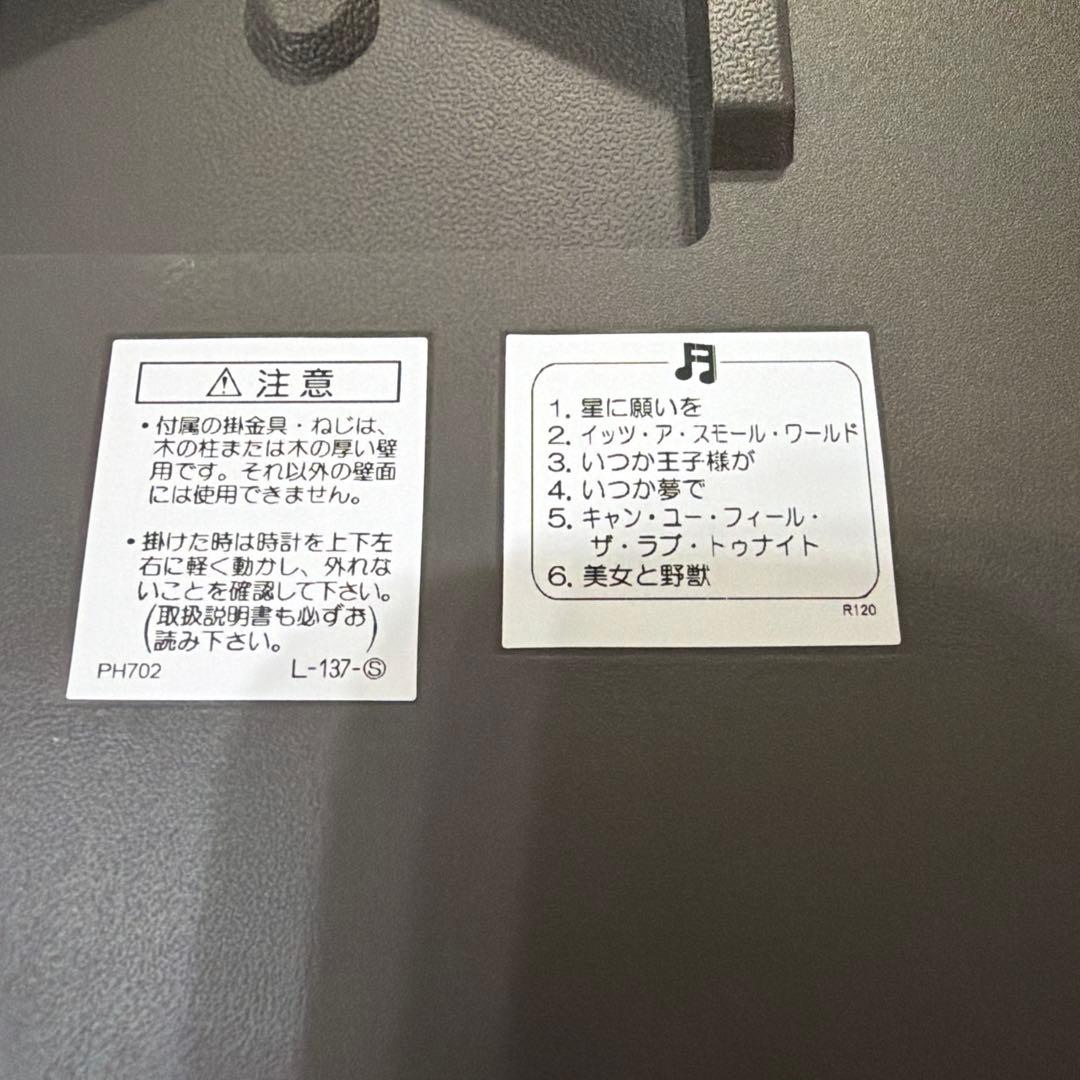 ⚠ 注意
・付属の掛金具・ねじは、
木の柱または木の厚い壁
用です。それ以外の壁面
には使用できません。
・掛けた時は時計を上下左
右に軽く動かし、外れな
いことを確認して下さい。
(取扱説明書も必ずお
読み下さい。)
PH702 L-137-Ⓢ
1. 星に願いを
2. イッツ・ア・スモール・ワールド
3. いつか王子様が
4. いつか夢で
5. キャン・ユー・フィール・
ザ・ラブ・トゥナイト
6. 美女と野獣
R120